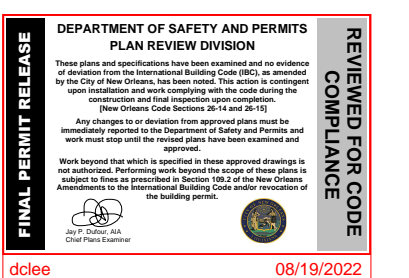 FINAL PERMIT RELEASE
DEPARTMENT OF SAFETY AND PERMITS
PLAN REVIEW DIVISION
These plans and specifications have been examined and no evidence
of deviation from the International Building Code (IBC), as amended
by the City of New Orleans, has been noted. This action is contingent
upon installation and work complying with the code during the
construction and final inspection upon completion.
[New Orleans Code Sections 26-14 and 26-15]
Any changes to or deviation from approved plans must be
immediately reported to the Department of Safety and Permits and
work must stop until the revised plans have been examined and
approved.
Work beyond that which is specified in these approved drawings is
not authorized. Performing work beyond the scope of these plans is
subject to fines as prescribed in Section 109.2 of the New Orleans
Amendments to the International Building Code and/or revocation of
the building permit.
Jay P. Dufour, AIA
Chief Plans Examiner
REVIEWED FOR CODE
COMPLIANCE
dclee
08/19/2022